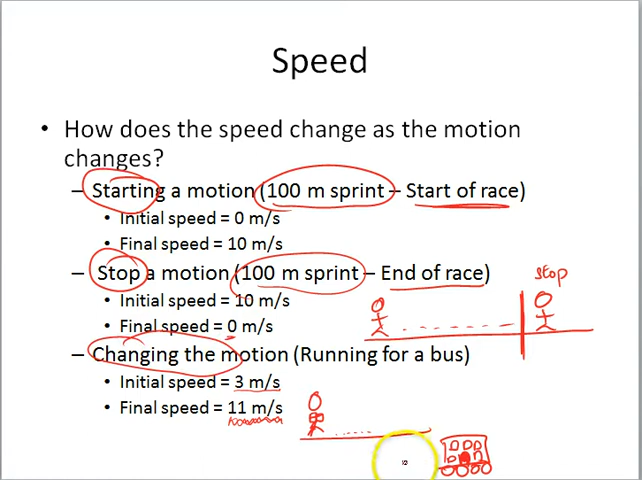 Speed
• How does the speed change as the motion
changes?
– Starting a motion (100 m sprint – Start of race)
• Initial speed = 0 m/s
• Final speed = 10 m/s
– Stop a motion (100 m sprint – End of race)
stop
• Initial speed = 10 m/s
• Final speed = 0 m/s
– Changing the motion (Running for a bus)
• Initial speed = 3 m/s
• Final speed = 11 m/s